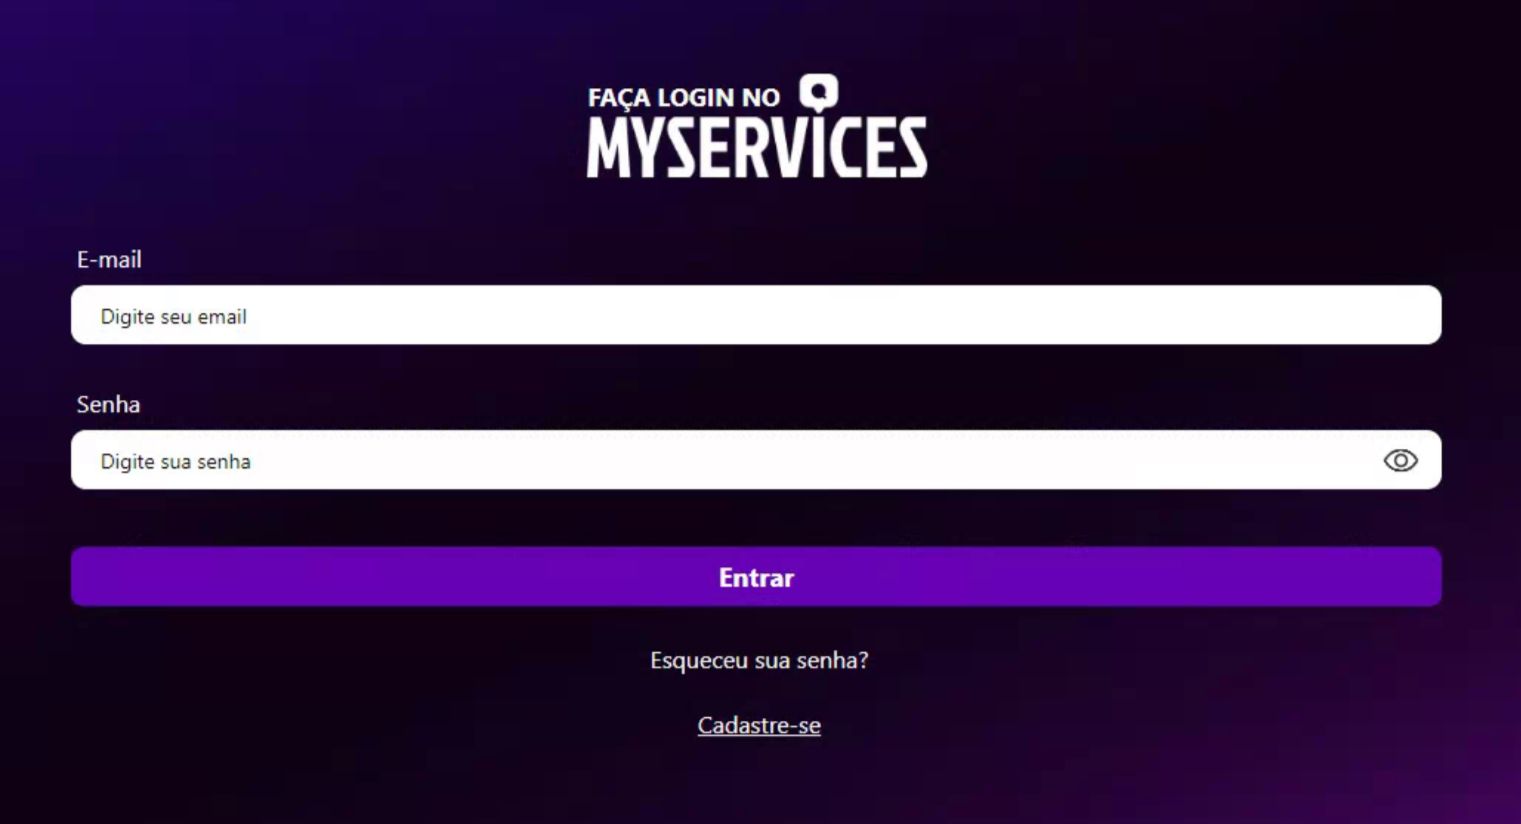 FAÇA LOGIN NO
MYSERVICES
E-mail
Digite seu email
Senha
Digite sua senha
Entrar
Esqueceu sua senha?
Cadastre-se